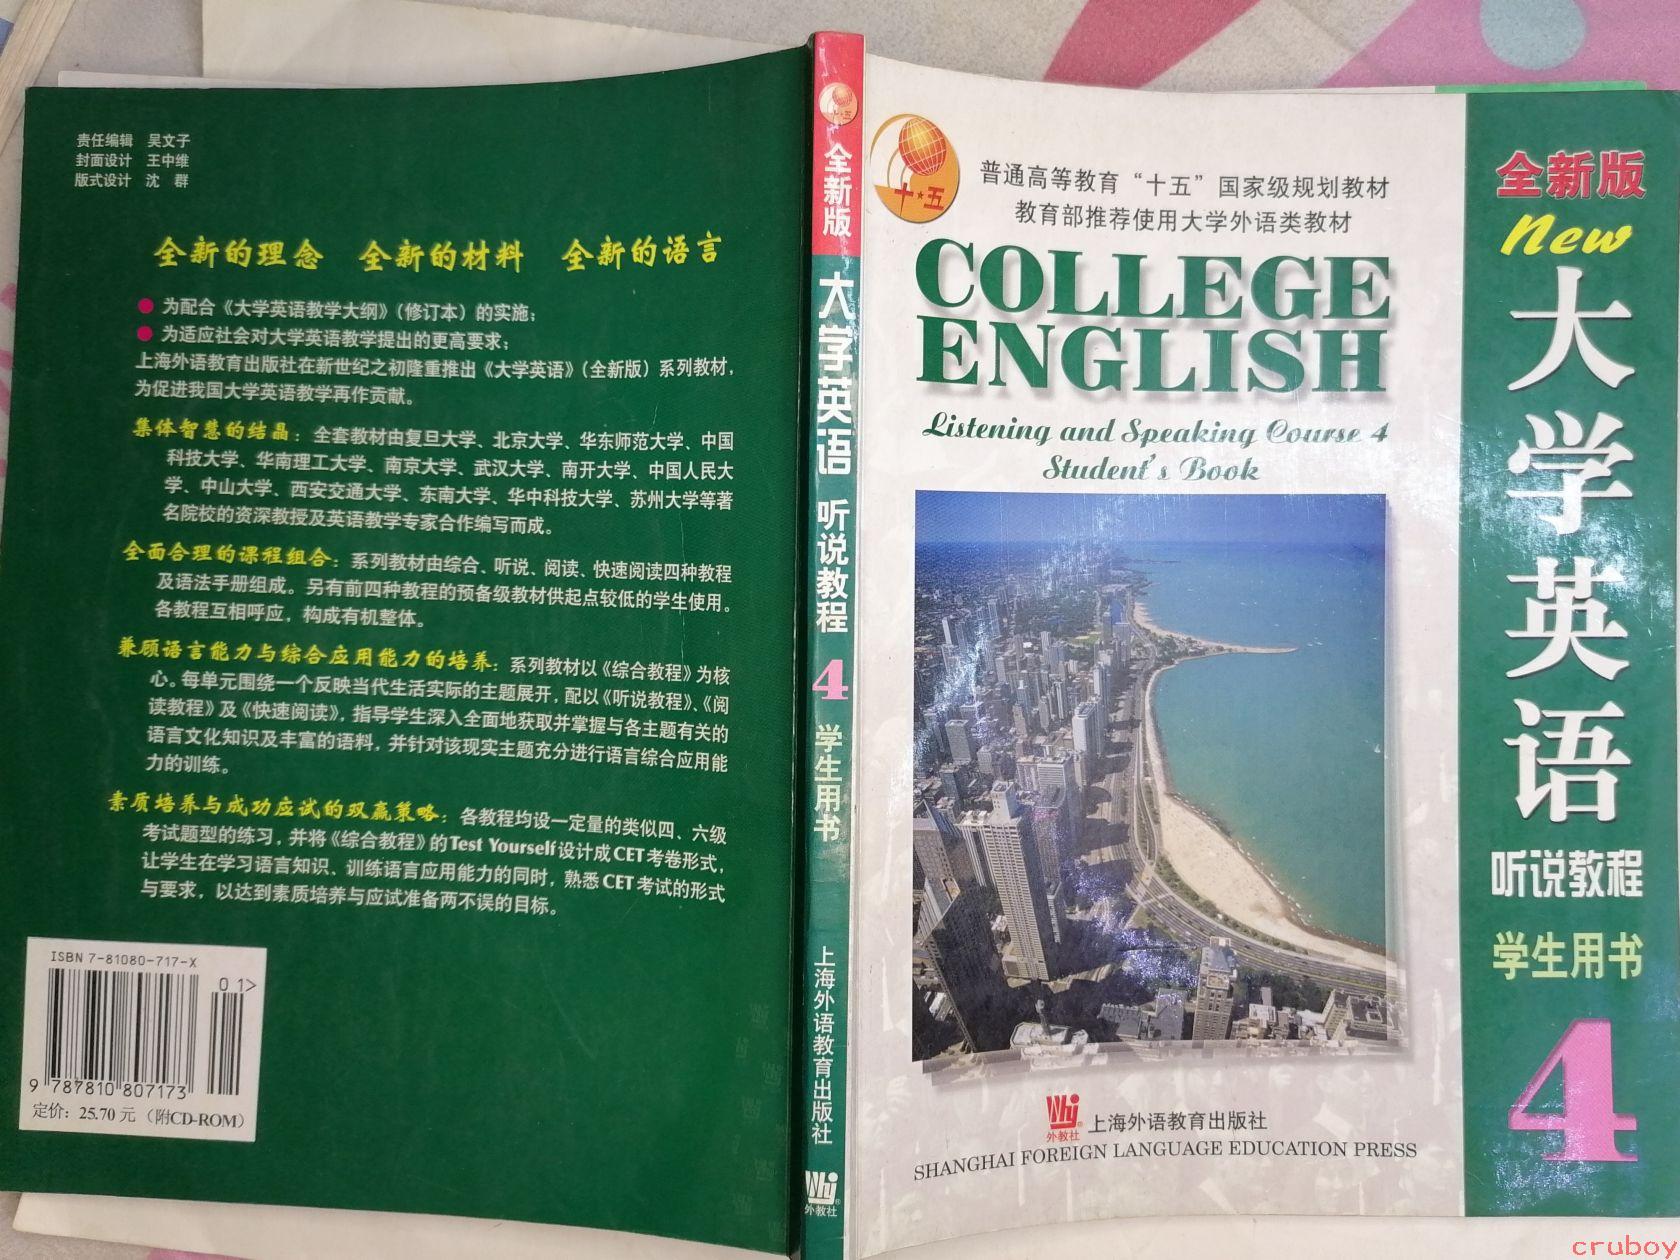 责任编辑 吴文子
封面设计 王中维
版式设计 沈 群
全新的理念 全新的材料 全新的语言
● 为配合《大学英语教学大纲》(修订本)的实施;
● 为适应社会对大学英语教学提出的更高要求;
上海外语教育出版社在新世纪之初隆重推出《大学英语》(全新版)系列教材,
为促进我国大学英语教学再作贡献。
集体智慧的结晶:全套教材由复旦大学、北京大学、华东师范大学、中国
科技大学、华南理工大学、南京大学、武汉大学、南开大学、中国人民大
学、中山大学、西安交通大学、东南大学、华中科技大学、苏州大学等著
名院校的资深教授及英语教学专家合作编写而成。
全面合理的课程组合:系列教材由综合、听说、阅读、快速阅读四种教程
及语法手册组成。另有前四种教程的预备级教材供起点较低的学生使用。
各教程互相呼应,构成有机整体。
兼顾语言能力与综合应用能力的培养:系列教材以《综合教程》为核
心。每单元围绕一个反映当代生活实际的主题展开,配以《听说教程》、《阅
读教程》及《快速阅读》,指导学生深入全面地获取并掌握与各主题有关的
语言文化知识及丰富的语料,并针对该现实主题充分进行语言综合应用能
力的训练。
素质培养与成功应试的双赢策略:各教程均设一定量的类似四、六级
考试题型的练习,并将《综合教程》的Test Yourself设计成CET考卷形式,
让学生在学习语言知识、训练语言应用能力的同时,熟悉CET考试的形式
与要求,以达到素质培养与应试准备两不误的目标。
ISBN 7-81080-717-X
01>
9 787810 807173
定价:25.70 元 (附CD-ROM)
十★五
全新版
大学英语
听说教程
4
学生用书
上海外语教育出版社
外教社
十★五
普通高等教育“十五”国家级规划教材
教育部推荐使用大学外语类教材
COLLEGE
ENGLISH
Listening and Speaking Course 4
Student's Book
外教社
上海外语教育出版社
SHANGHAI FOREIGN LANGUAGE EDUCATION PRESS
全新版
New
大学英语
听说教程
学生用书
4
cruboy